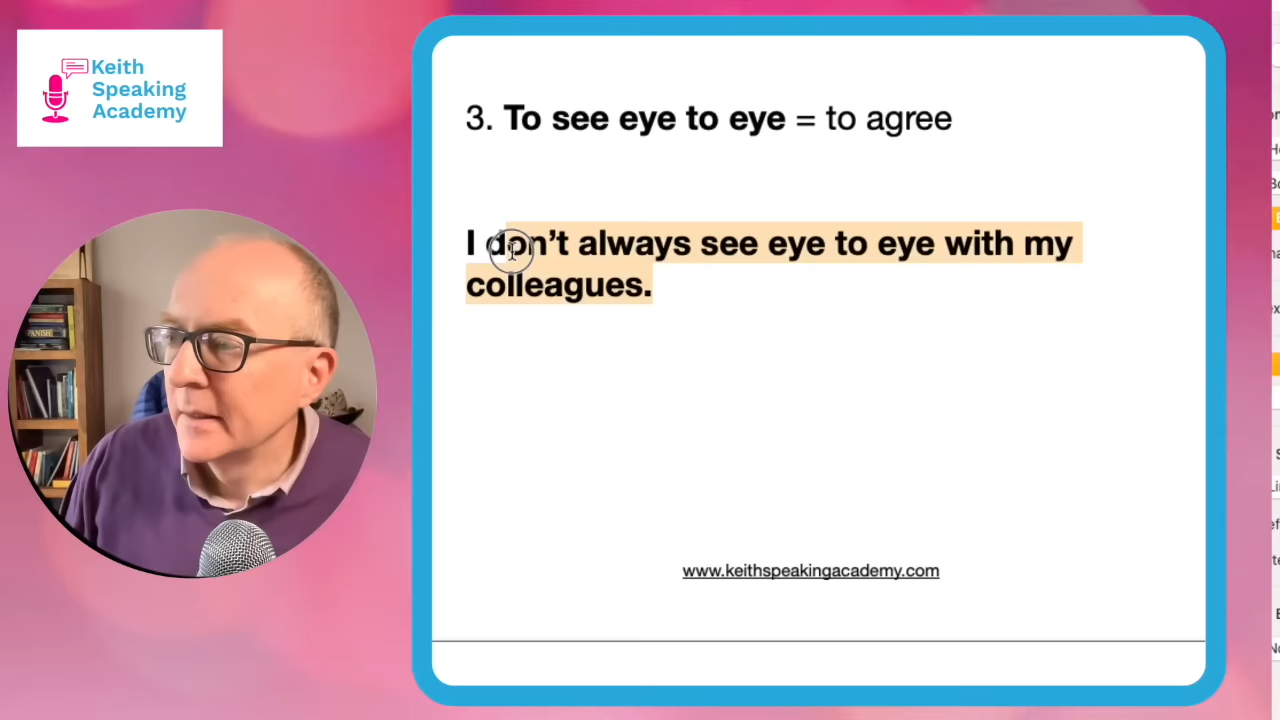 Keith
Speaking
Academy
3. To see eye to eye = to agree
I don't always see eye to eye with my
colleagues.
www.keithspeakingacademy.com
SPANISH